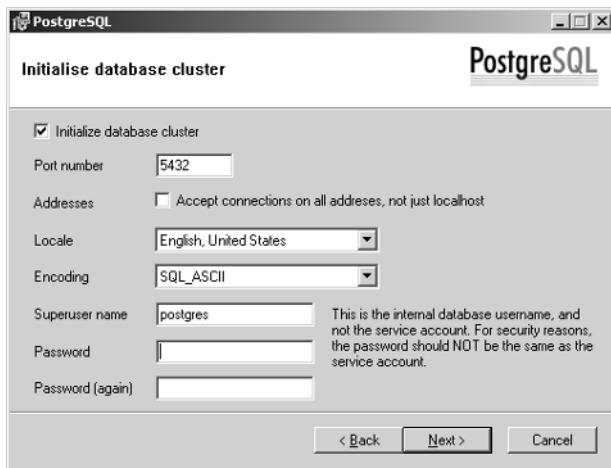 PostgreSQL
Initialise database cluster
PostgreSQL
Initialize database cluster
Port number 5432
Addresses Accept connections on all addreses, not just localhost
Locale English, United States
Encoding SQL_ASCII
Superuser name postgres
This is the internal database username, and
not the service account. For security reasons,
the password should NOT be the same as the
service account.
Password
Password (again)
< Back
Next >
Cancel